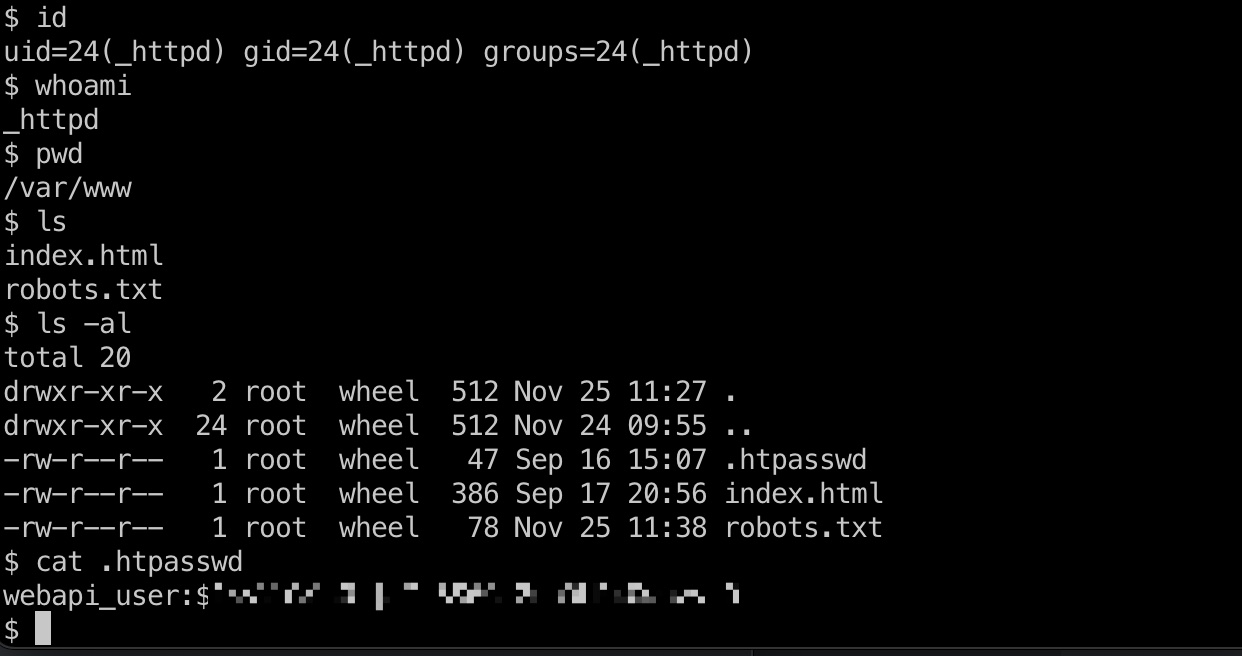 $ id
uid=24(_httpd) gid=24(_httpd) groups=24(_httpd)
$ whoami
_httpd
$ pwd
/var/www
$ ls
index.html
robots.txt
$ ls -al
total 20
drwxr-xr-x   2 root  wheel  512 Nov 25 11:27 .
drwxr-xr-x  24 root  wheel  512 Nov 24 09:55 ..
-rw-r--r--   1 root  wheel   47 Sep 16 15:07 .htpasswd
-rw-r--r--   1 root  wheel  386 Sep 17 20:56 index.html
-rw-r--r--   1 root  wheel   78 Nov 25 11:38 robots.txt
$ cat .htpasswd
webapi_user:$
$